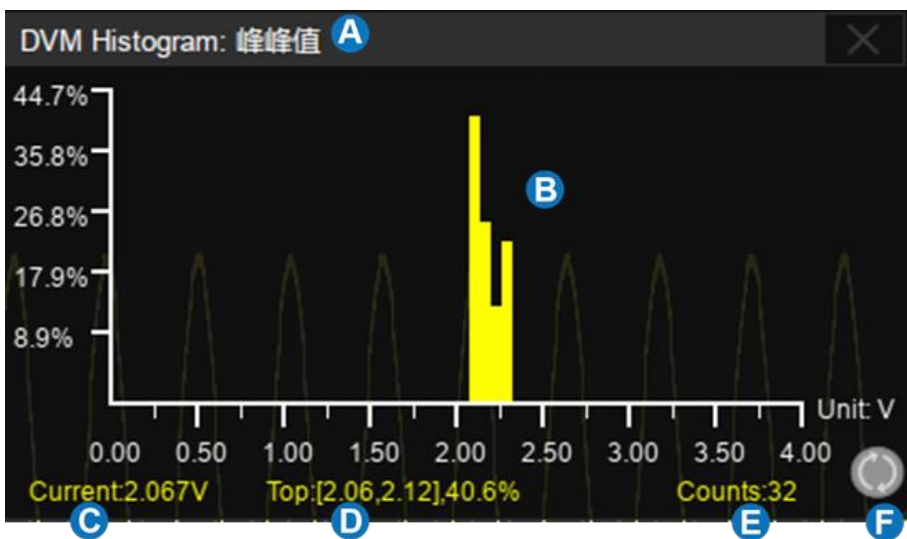 DVM Histogram: 峰峰值 A
44.7%
35.8%
26.8%
B
17.9%
8.9%
Unit: V
0.00 0.50 1.00 1.50 2.00 2.50 3.00 3.50 4.00
Current:2.067V Top:[2.06,2.12],40.6% Counts:32
C D E F